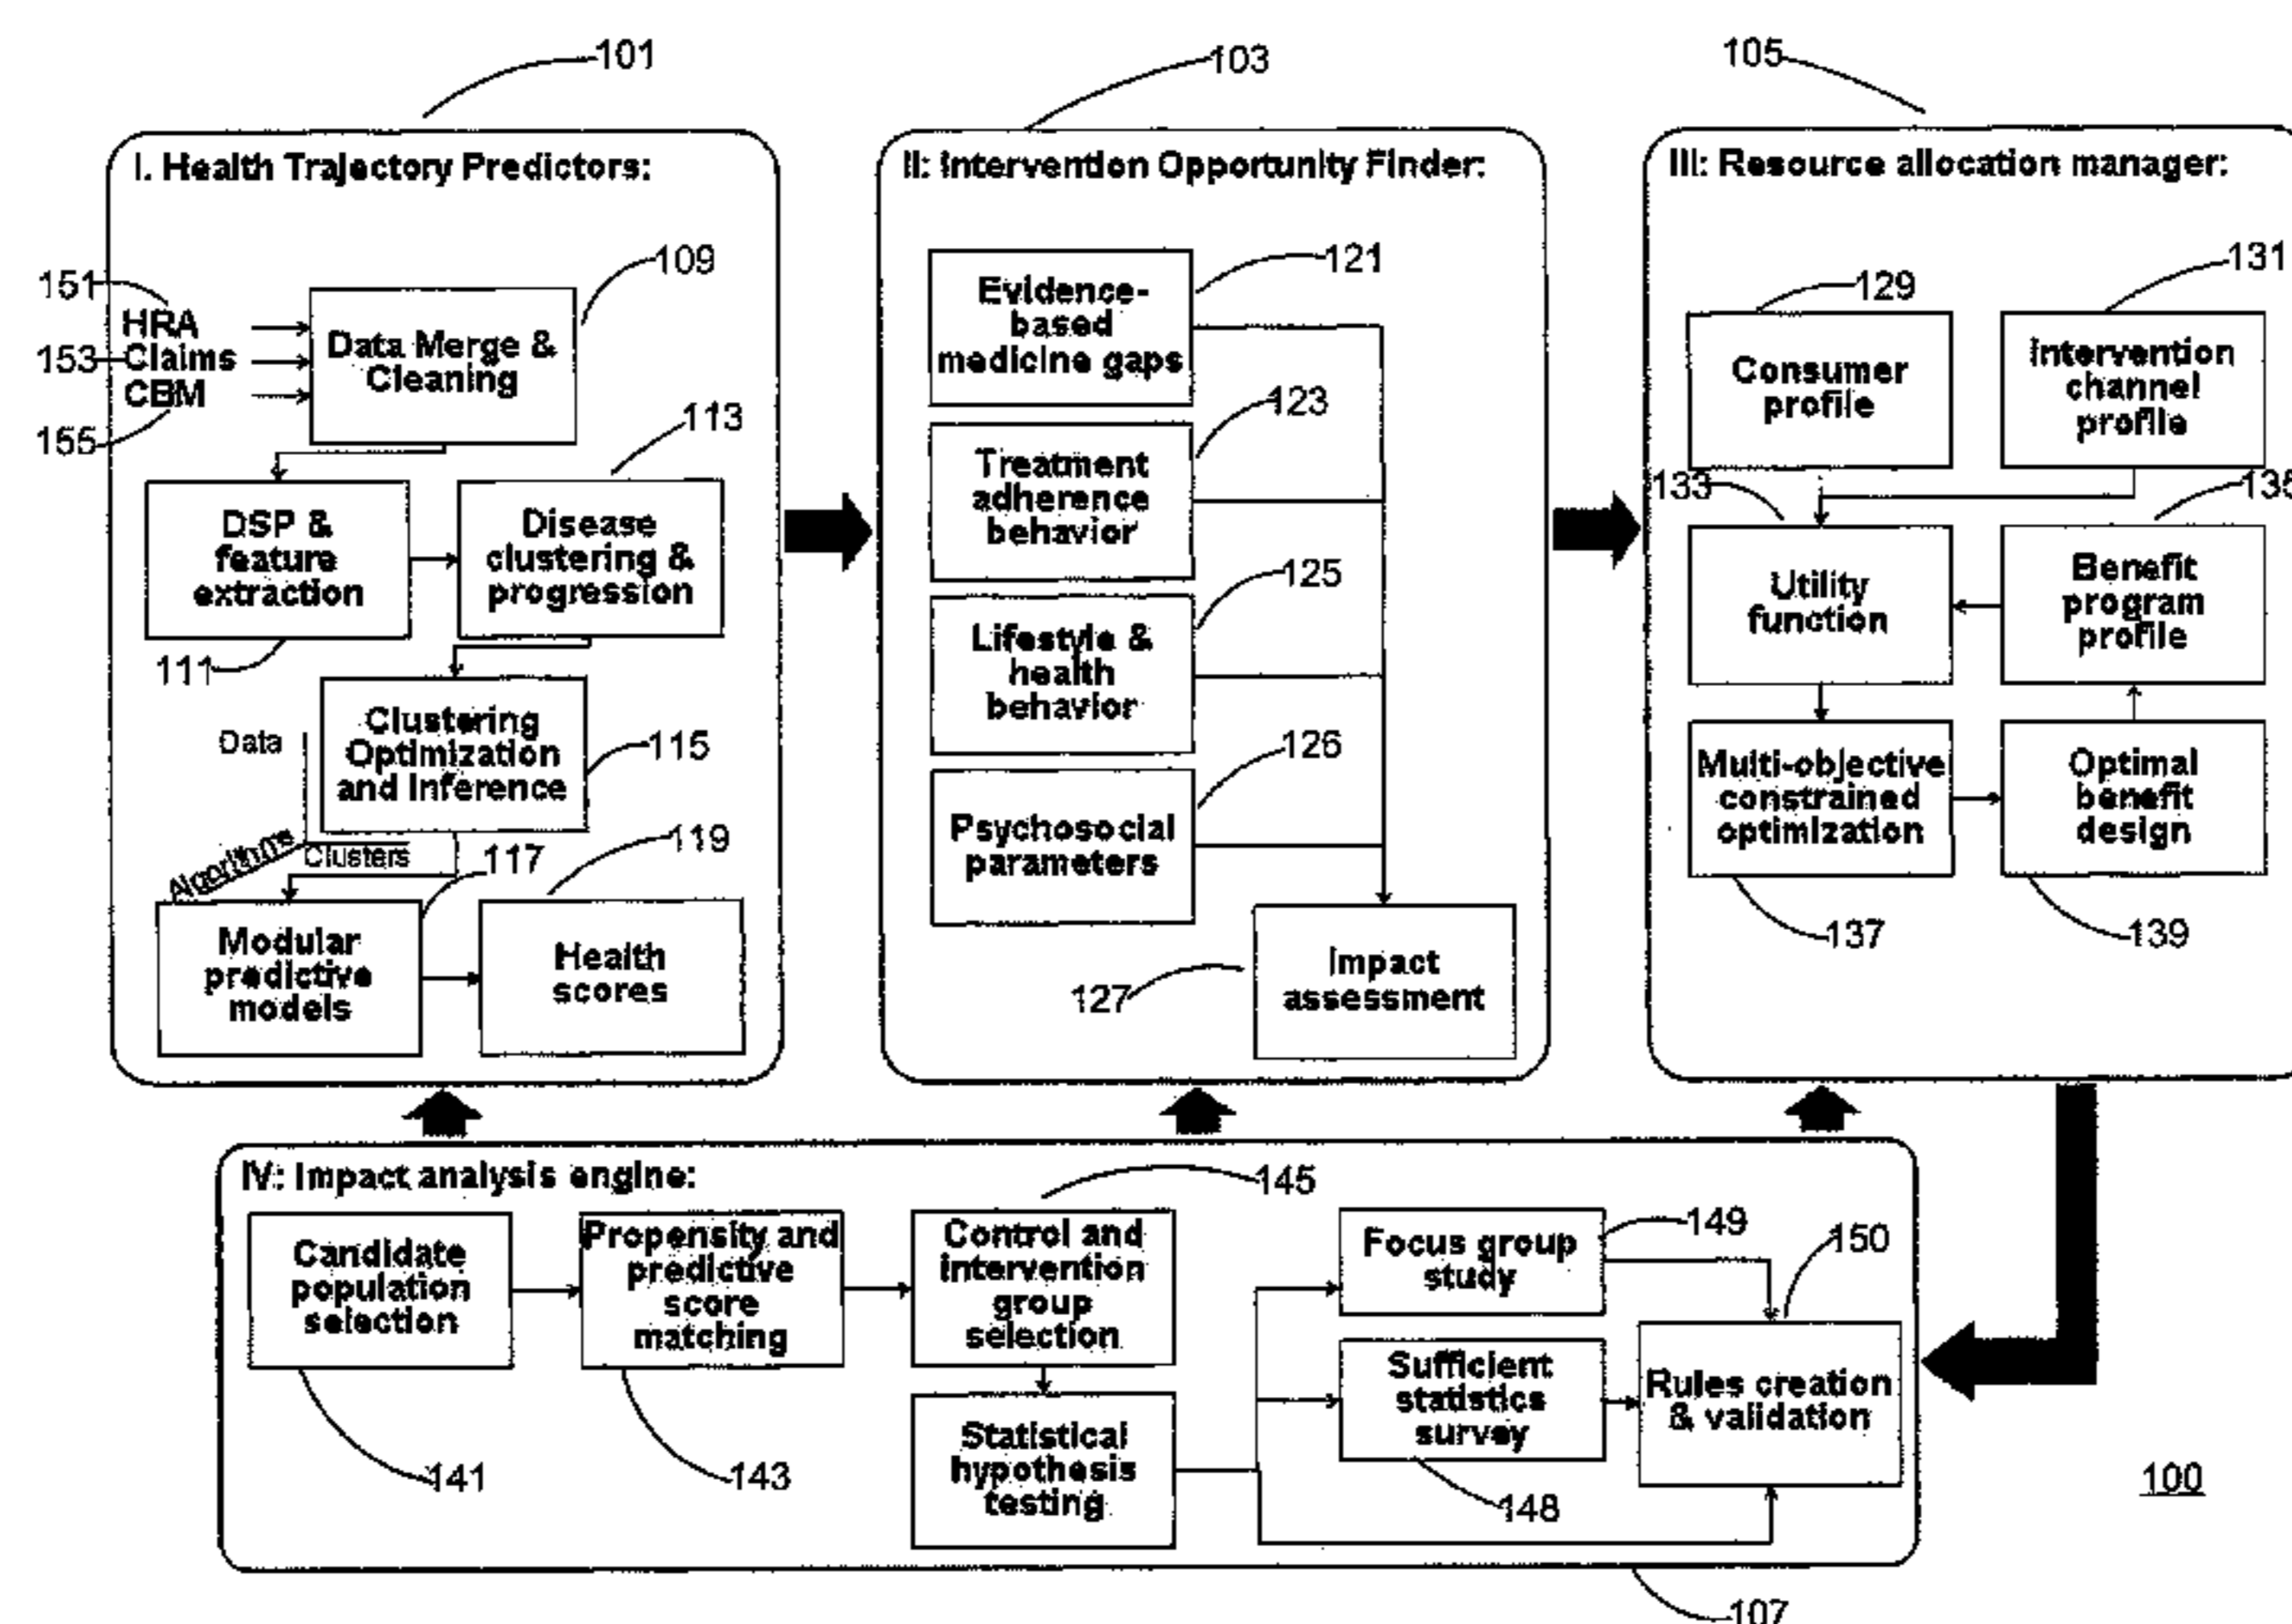 101
103
105
I. Health Trajectory Predictors:
109
151
HRA
153
Claims
CBM
155
Data Merge &
Cleaning
113
DSP &
feature
extraction
111
Disease
clustering &
progression
Data
Clustering
Optimization
and Inference
115
Algorithms
Clusters
117
119
Modular
predictive
models
Health
scores
II: Intervention Opportunity Finder:
121
Evidence-
based
medicine gaps
123
Treatment
adherence
behavior
125
Lifestyle &
health
behavior
126
Psychosocial
parameters
127
Impact
assessment
III: Resource allocation manager:
129
131
Consumer
profile
Intervention
channel
profile
133
135
Utility
function
Benefit
program
profile
Multi-objective
constrained
optimization
Optimal
benefit
design
137
139
IV: Impact analysis engine:
145
Candidate
population
selection
141
Propensity and
predictive
score
matching
143
Control and
intervention
group
selection
Statistical
hypothesis
testing
Focus group
study
149
150
Sufficient
statistics
survey
148
Rules creation
& validation
100
107